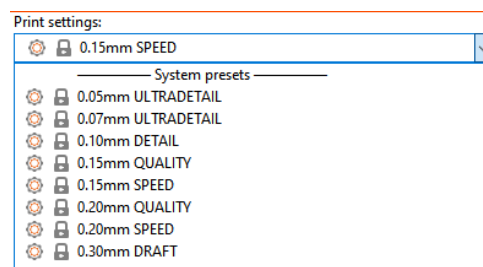 Print settings:
0.15mm SPEED
System presets
0.05mm ULTRADETAIL
0.07mm ULTRADETAIL
0.10mm DETAIL
0.15mm QUALITY
0.15mm SPEED
0.20mm QUALITY
0.20mm SPEED
0.30mm DRAFT